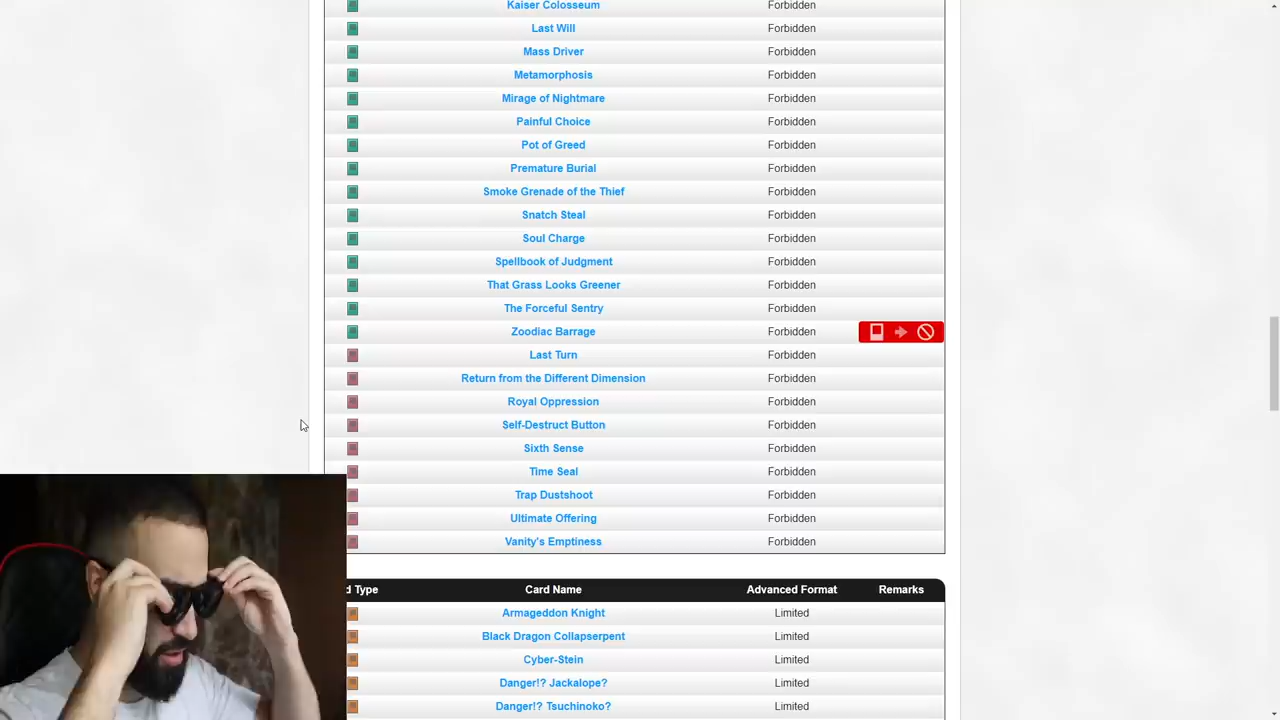 Kaiser Colosseum Forbidden
Last Will Forbidden
Mass Driver Forbidden
Metamorphosis Forbidden
Mirage of Nightmare Forbidden
Painful Choice Forbidden
Pot of Greed Forbidden
Premature Burial Forbidden
Smoke Grenade of the Thief Forbidden
Snatch Steal Forbidden
Soul Charge Forbidden
Spellbook of Judgment Forbidden
That Grass Looks Greener Forbidden
The Forceful Sentry Forbidden
Zoodiac Barrage Forbidden
Last Turn Forbidden
Return from the Different Dimension Forbidden
Royal Oppression Forbidden
Self-Destruct Button Forbidden
Sixth Sense Forbidden
Time Seal Forbidden
Trap Dustshoot Forbidden
Ultimate Offering Forbidden
Vanity's Emptiness Forbidden
d Type Card Name Advanced Format Remarks
Armageddon Knight Limited
Black Dragon Collapserpent Limited
Cyber-Stein Limited
Danger!? Jackalope? Limited
Danger!? Tsuchinoko? Limited